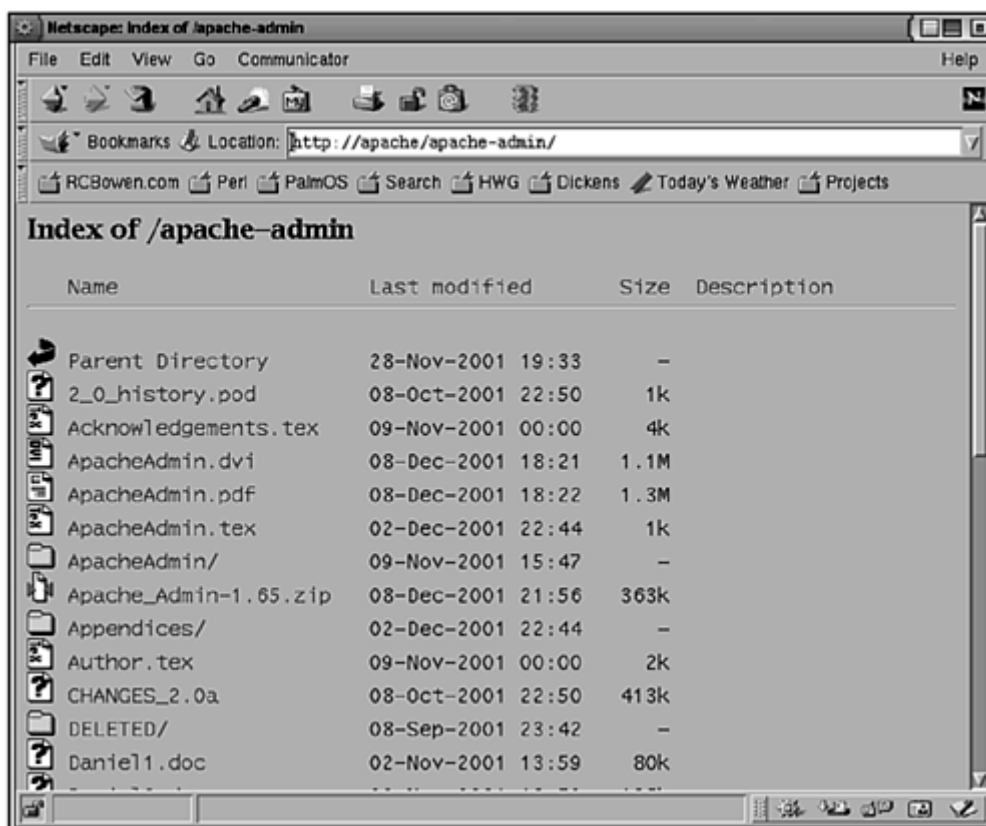 Netscape: Index of /apache-admin
File Edit View Go Communicator Help
My N
Bookmarks Location: http://apache/apache-admin/
RCBowen.com Perl PalmOS Search HWG Dickens Today's Weather Projects
Index of /apache-admin
Name Last modified Size Description
Parent Directory 28-Nov-2001 19:33 -
2_0_history.pod 08-Oct-2001 22:50 1k
Acknowledgements.tex 09-Nov-2001 00:00 4k
ApacheAdmin.dvi 08-Dec-2001 18:21 1.1M
ApacheAdmin.pdf 08-Dec-2001 18:22 1.3M
ApacheAdmin.tex 02-Dec-2001 22:44 1k
ApacheAdmin/ 09-Nov-2001 15:47 -
Apache_Admin-1.65.zip 08-Dec-2001 21:56 363k
Appendices/ 02-Dec-2001 22:44 -
Author.tex 09-Nov-2001 00:00 2k
CHANGES_2.0a 08-Oct-2001 22:50 413k
DELETED/ 08-Sep-2001 23:42 -
Daniel1.doc 02-Nov-2001 13:59 80k